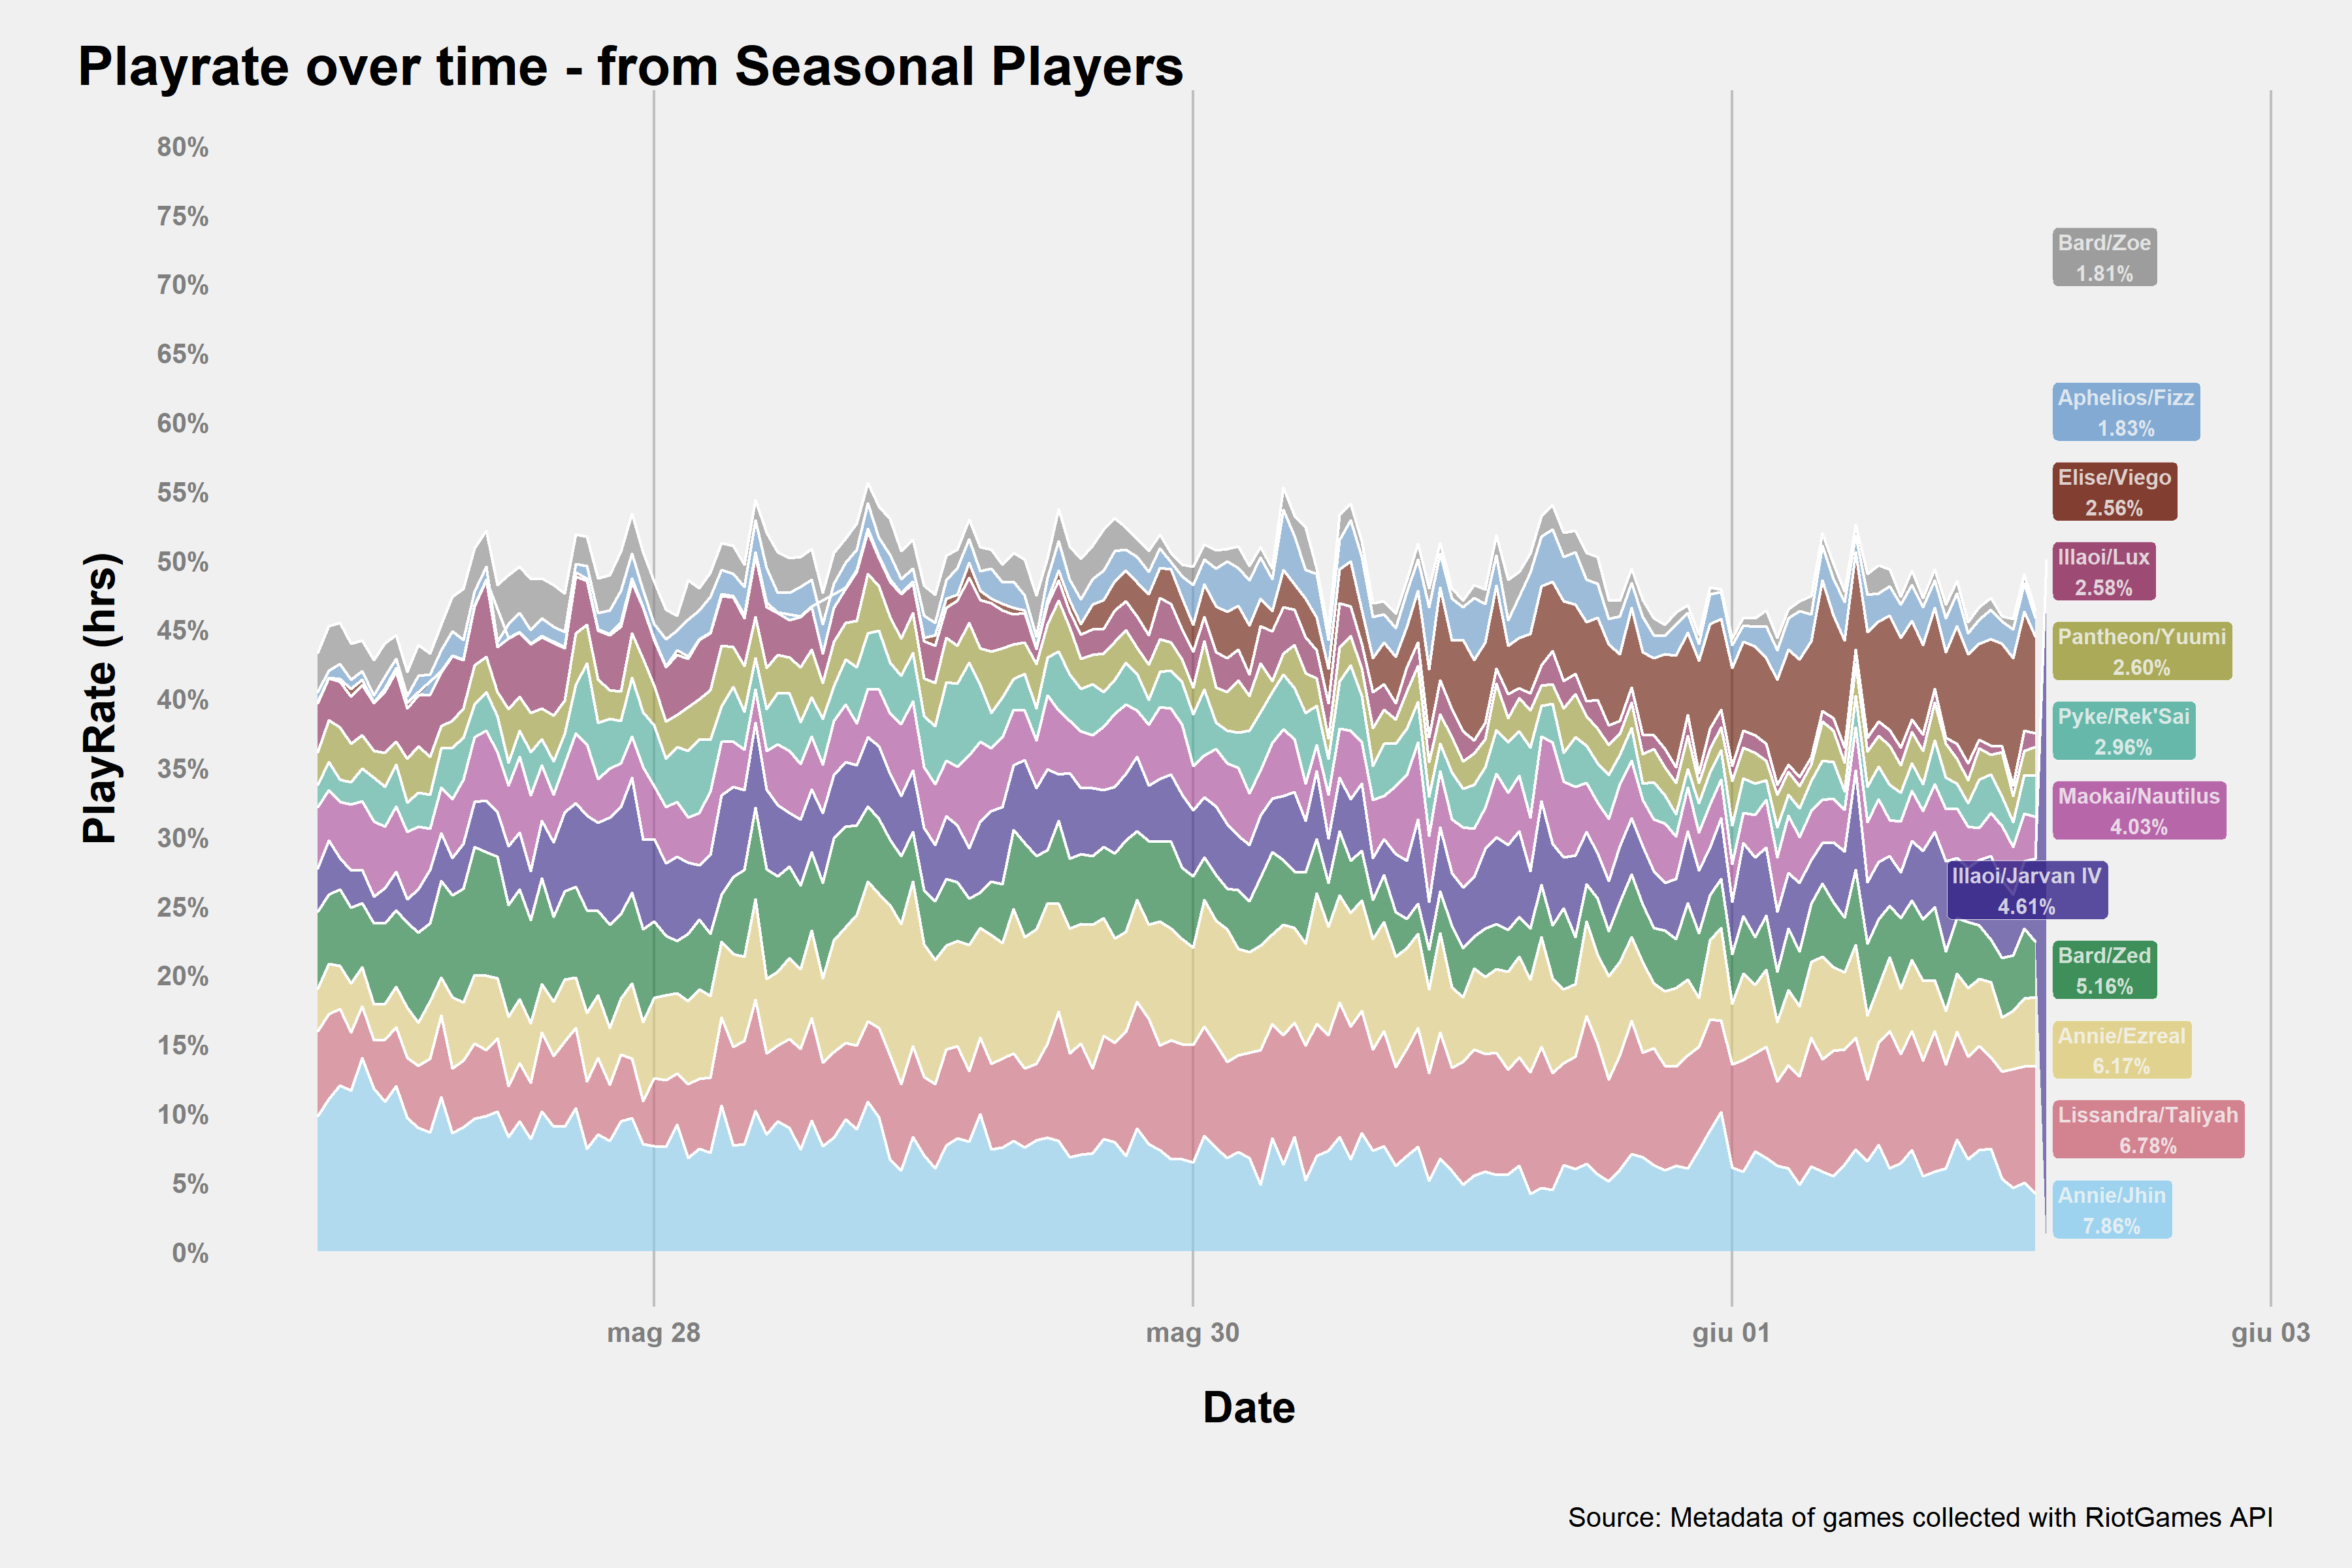 Playrate over time - from Seasonal Players
PlayRate (hrs)
80%
75%
70%
65%
60%
55%
50%
45%
40%
35%
30%
25%
20%
15%
10%
5%
0%
Bard/Zoe
1.81%
Aphelios/Fizz
1.83%
Elise/Viego
2.56%
Illaoi/Lux
2.58%
Pantheon/Yuumi
2.60%
Pyke/Rek'Sai
2.96%
Maokai/Nautilus
4.03%
Illaoi/Jarvan IV
4.61%
Bard/Zed
5.16%
Annie/Ezreal
6.17%
Lissandra/Taliyah
6.78%
Annie/Jhin
7.86%
mag 28
mag 30
giu 01
giu 03
Date
Source: Metadata of games collected with RiotGames API